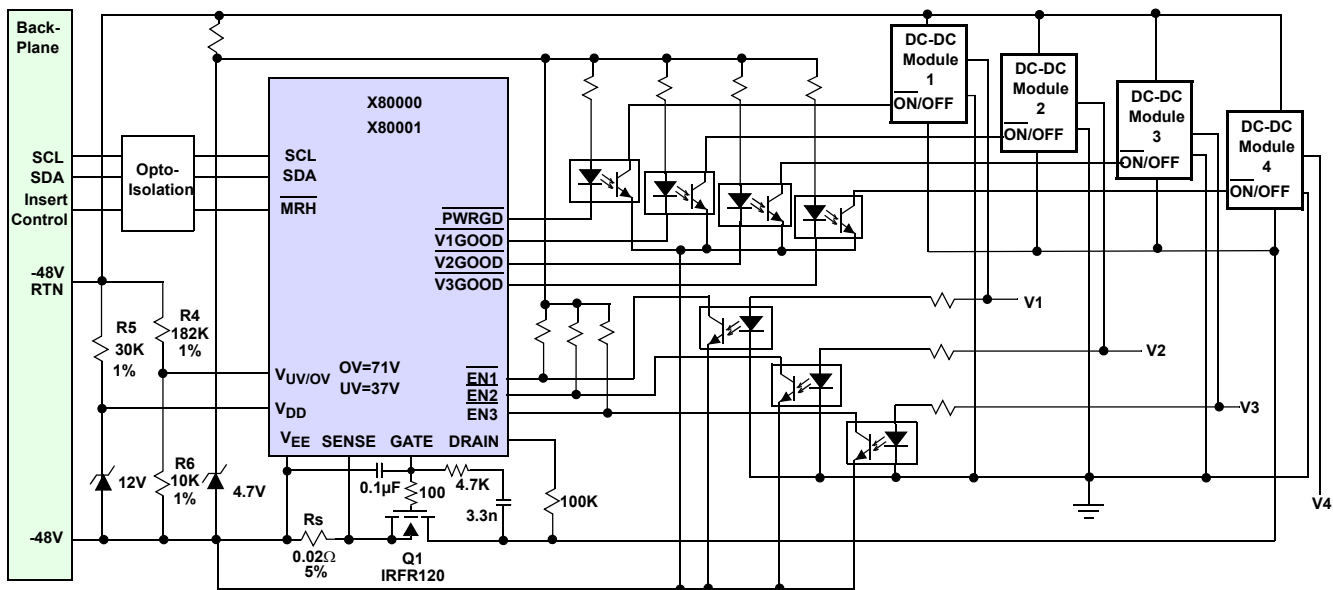 Back-
Plane
SCL
SDA
Insert
Control
-48V
RTN
-48V
Opto-
Isolation
R5
30K
1%
R4
182K
1%
12V
R6
10K
1%
4.7V
X80000
X80001
SCL
SDA
MRH
PWRGD
V1GOOD
V2GOOD
V3GOOD
VUV/OV
OV=71V
UV=37V
VDD
EN1
EN2
EN3
VEE SENSE GATE DRAIN
0.1µF
100
4.7K
3.3n
100K
Rs
0.02Ω
5%
Q1
IRFR120
DC-DC
Module
1
ON/OFF
DC-DC
Module
2
ON/OFF
DC-DC
Module
3
ON/OFF
DC-DC
Module
4
ON/OFF
V1
V2
V3
V4